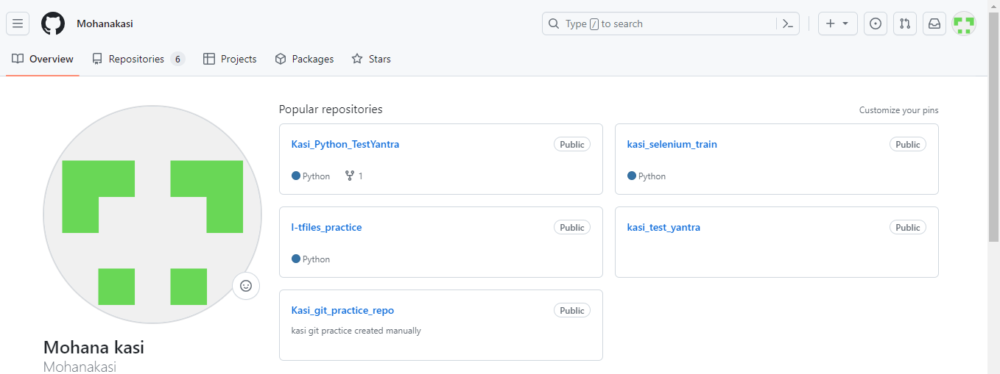 Mohanakasi
Type / to search
Overview
Repositories 6
Projects
Packages
Stars
Popular repositories
Customize your pins
Kasi_Python_TestYantra
Public
Python
1
kasi_selenium_train
Public
Python
I-tfiles_practice
Public
Python
kasi_test_yantra
Public
Kasi_git_practice_repo
Public
kasi git practice created manually
Mohana kasi
Mohanakasi